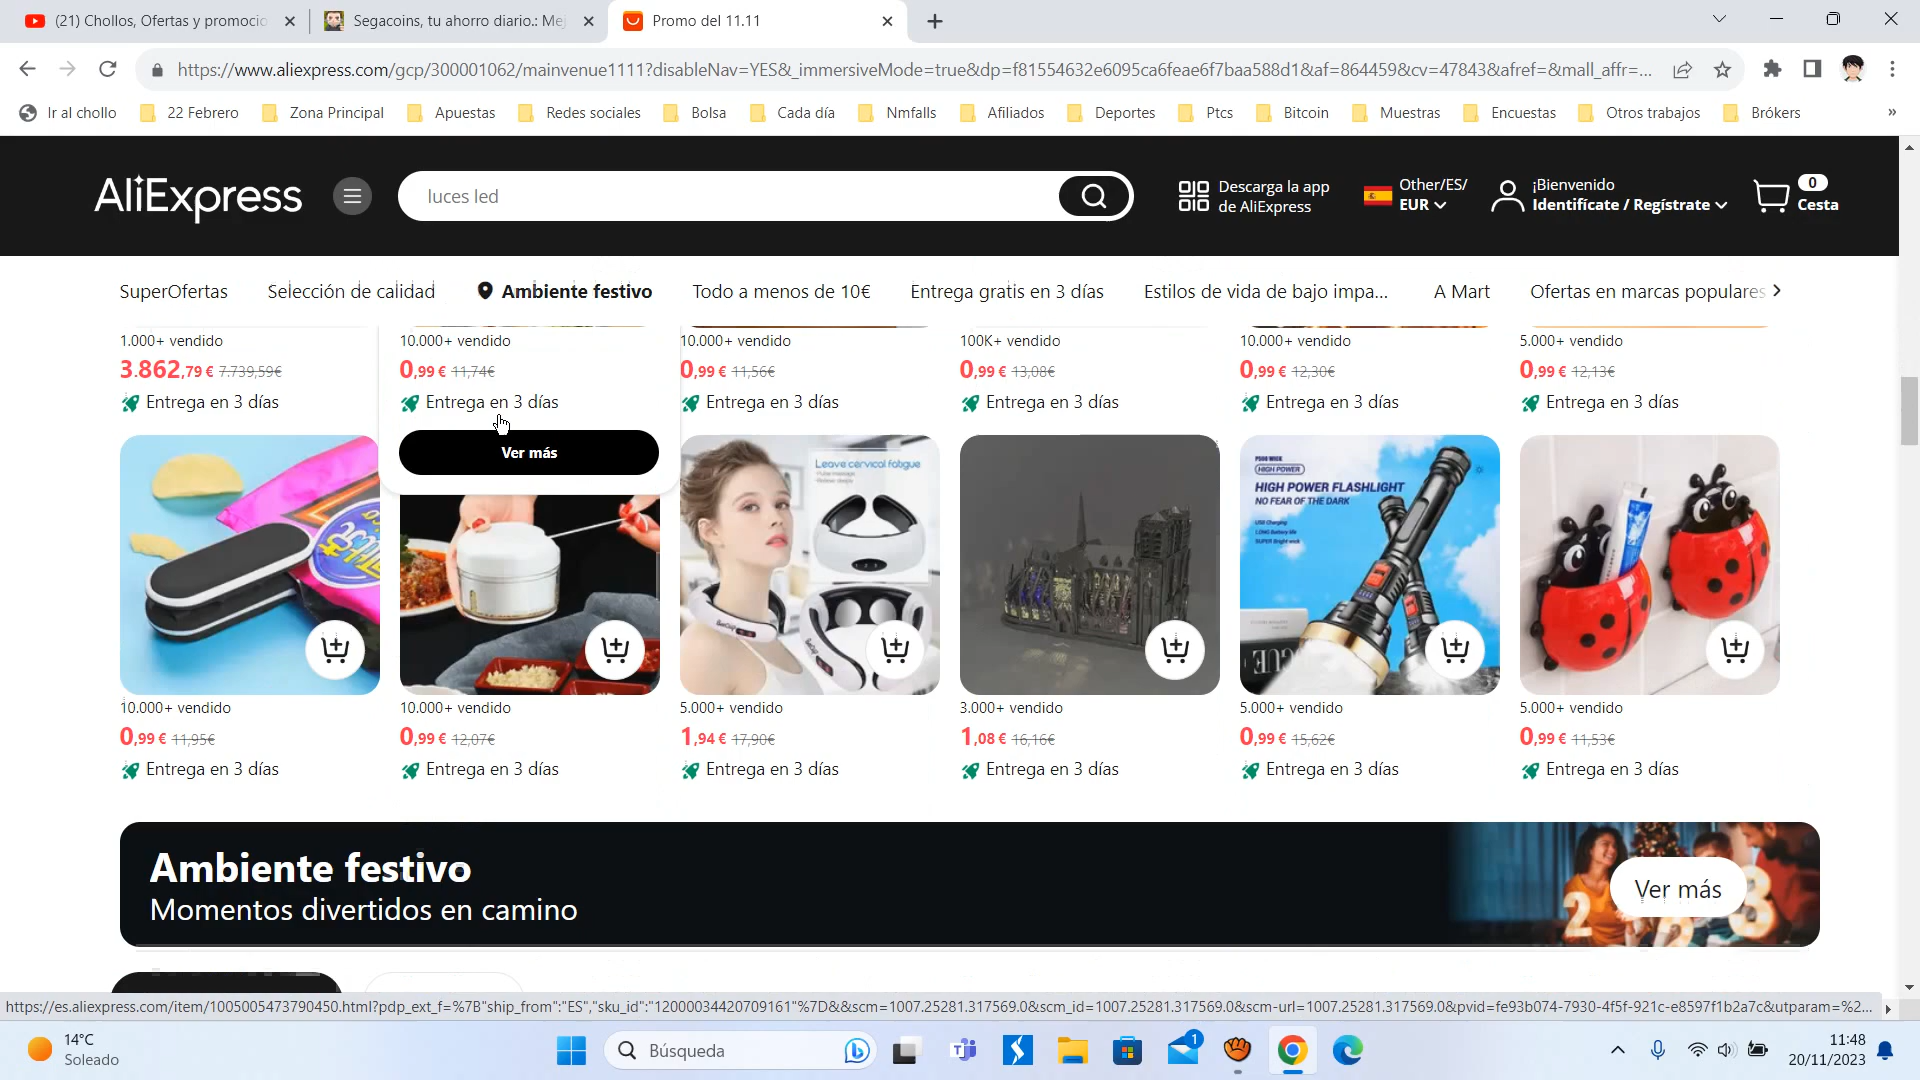 (21) Chollos, Ofertas y promocio
Segacoins, tu ahorro diario.: Me
Promo del 11.11
https://www.aliexpress.com/gcp/300001062/mainvenue1111?disableNav=YES&_immersiveMode=true&dp=f81554632e6095ca6feae6f7baa588d1&af=864459&cv=47843&afref=&mall_affr=...
Ir al chollo
22 Febrero
Zona Principal
Apuestas
Redes sociales
Bolsa
Cada día
Nmfalls
Afiliados
Deportes
Ptcs
Bitcoin
Muestras
Encuestas
Otros trabajos
Brókers
»
AliExpress
luces led
Descarga la app
de AliExpress
Other/ES/
EUR
¡Bienvenido
Identifícate / Regístrate
0
Cesta
SuperOfertas
Selección de calidad
Ambiente festivo
Todo a menos de 10€
Entrega gratis en 3 días
Estilos de vida de bajo impa...
A Mart
Ofertas en marcas populares
1.000+ vendido
10.000+ vendido
10.000+ vendido
100K+ vendido
10.000+ vendido
5.000+ vendido
3.862,79 € 7.739,59€
0,99 € 11,74€
0,99 € 11,56€
0,99 € 13,08€
0,99 € 12,30€
0,99 € 12,13€
Entrega en 3 días
Entrega en 3 días
Entrega en 3 días
Entrega en 3 días
Entrega en 3 días
Entrega en 3 días
Ver más
Leave cervical fatigue
HIGH POWER
HIGH POWER FLASHLIGHT
NO FEAR OF THE DARK
USB Charging
LONG Battery life
SUPER Bright wick
10.000+ vendido
10.000+ vendido
5.000+ vendido
3.000+ vendido
5.000+ vendido
5.000+ vendido
0,99 € 11,95€
0,99 € 12,07€
1,94 € 17,90€
1,08 € 16,16€
0,99 € 15,62€
0,99 € 11,53€
Entrega en 3 días
Entrega en 3 días
Entrega en 3 días
Entrega en 3 días
Entrega en 3 días
Entrega en 3 días
Ambiente festivo
Momentos divertidos en camino
Ver más
https://es.aliexpress.com/item/1005005473790450.html?pdp_ext_f=%7B"ship_from":"ES","sku_id":"12000034420709161"%7D&&scm=1007.25281.317569.0&scm_id=1007.25281.317569.0&scm-url=1007.25281.317569.0&pvid=fe93b074-7930-4f5f-921c-e8597f1b2a7c&utparam=%2...
14°C
Soleado
Búsqueda
1
11:48
20/11/2023